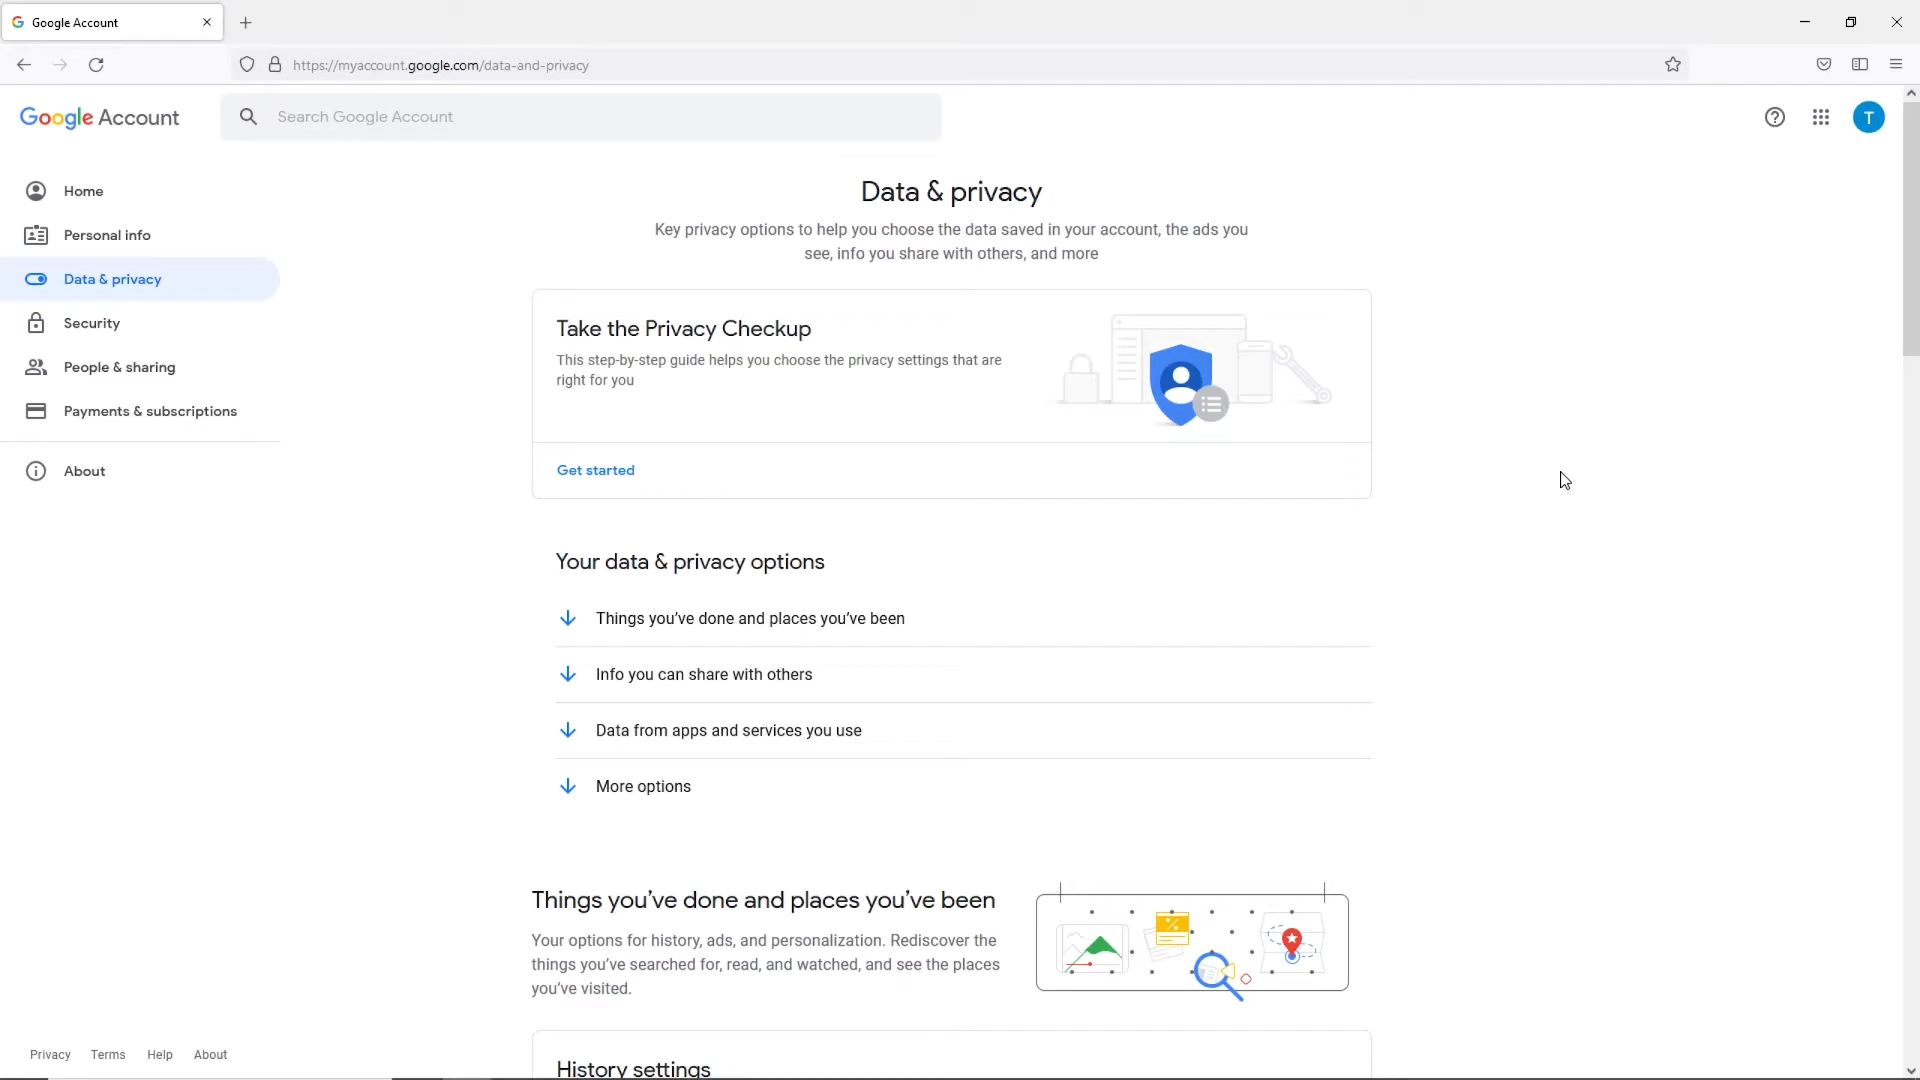 Google Account
https://myaccount.google.com/data-and-privacy
Google Account
Search Google Account
T
Home
Personal info
Data & privacy
Security
People & sharing
Payments & subscriptions
About
Data & privacy
Key privacy options to help you choose the data saved in your account, the ads you
see, info you share with others, and more
Take the Privacy Checkup
This step-by-step guide helps you choose the privacy settings that are
right for you
Get started
Your data & privacy options
Things you’ve done and places you’ve been
Info you can share with others
Data from apps and services you use
More options
Things you’ve done and places you’ve been
Your options for history, ads, and personalization. Rediscover the
things you’ve searched for, read, and watched, and see the places
you’ve visited.
History settings
Privacy Terms Help About